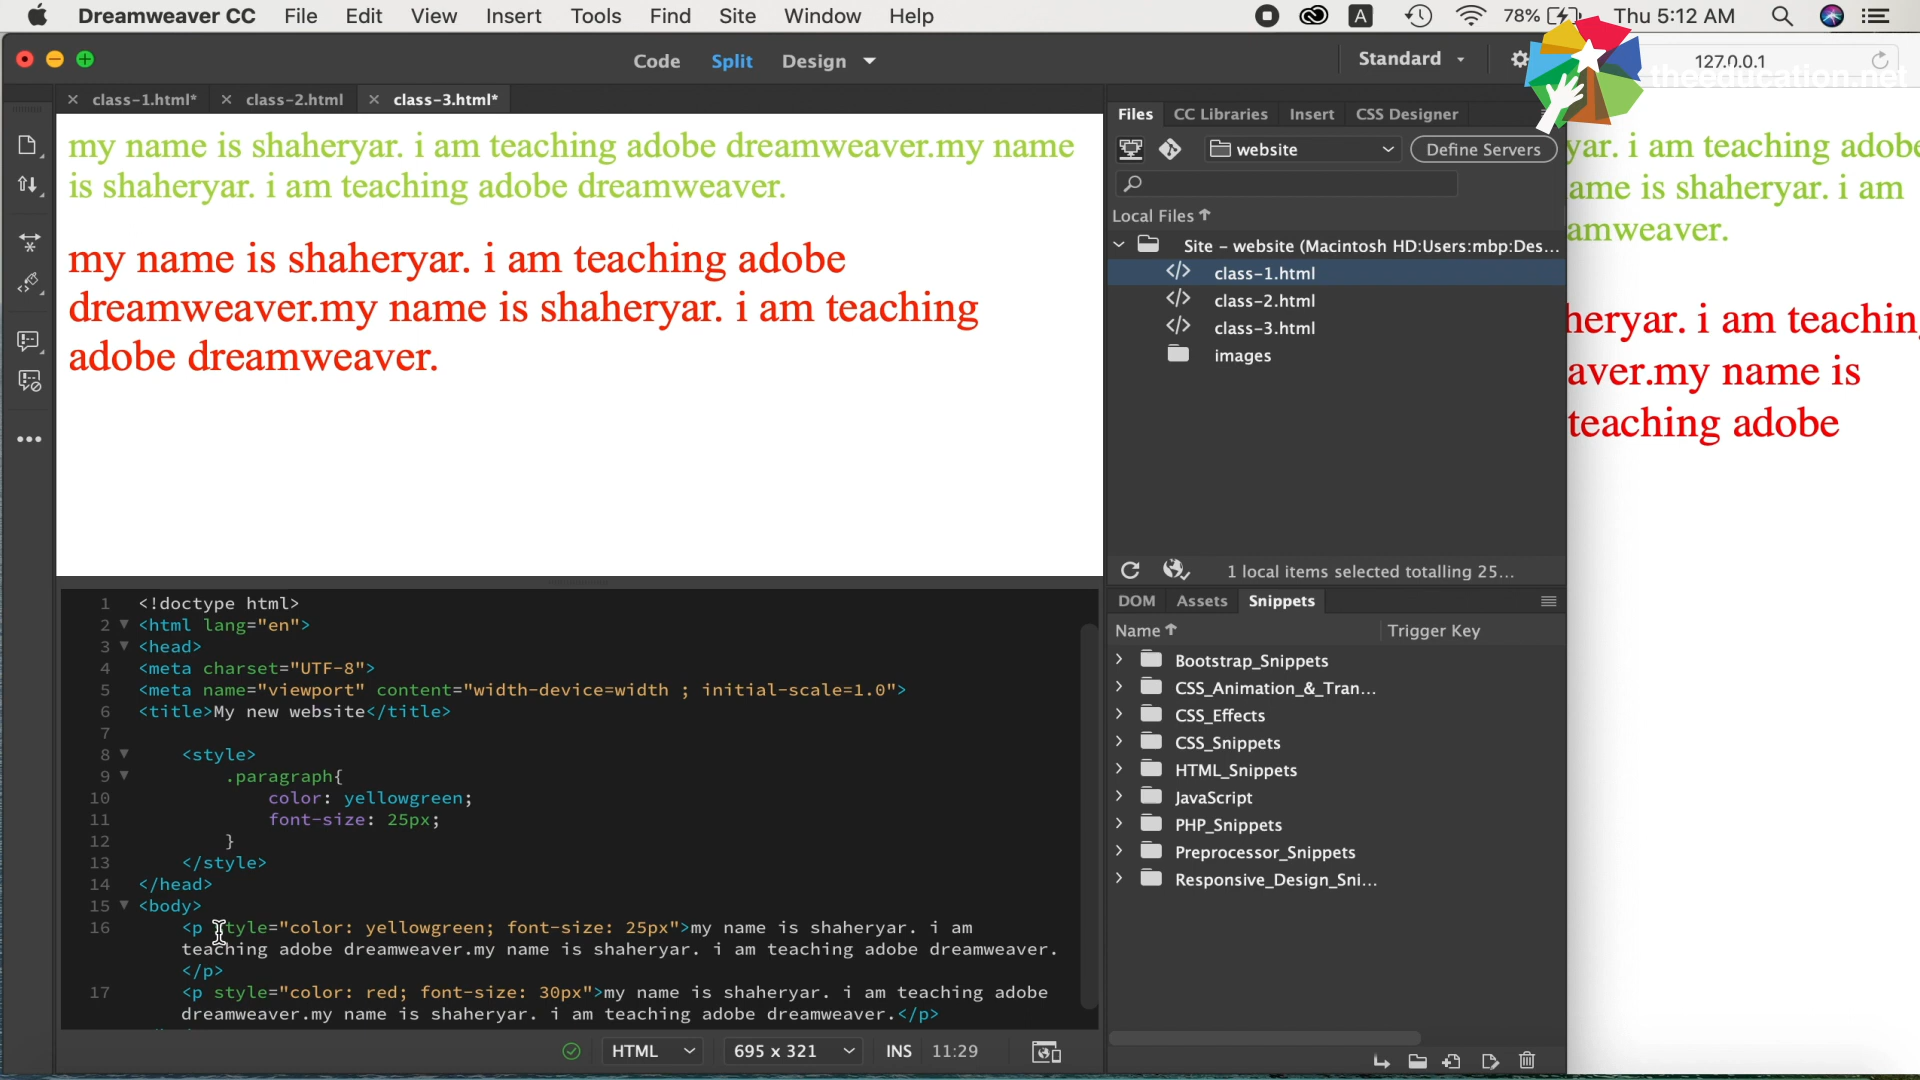 Dreamweaver CC File Edit View Insert Tools Find Site Window Help
A 78% Thu 5:12 AM
Code Split Design
Standard
127.0.0.1
theeducation.net
class-1.html* class-2.html class-3.html*
my name is shaheryar. i am teaching adobe dreamweaver.my name
is shaheryar. i am teaching adobe dreamweaver.
my name is shaheryar. i am teaching adobe
dreamweaver.my name is shaheryar. i am teaching
adobe dreamweaver.
Files CC Libraries Insert CSS Designer
website Define Servers
Local Files
Site - website (Macintosh HD:Users:mbp:Des...
class-1.html
class-2.html
class-3.html
images
1 local items selected totalling 25...
DOM Assets Snippets
Name Trigger Key
Bootstrap_Snippets
CSS_Animation_&_Tran...
CSS_Effects
CSS_Snippets
HTML_Snippets
JavaScript
PHP_Snippets
Preprocessor_Snippets
Responsive_Design_Sni...
yar. i am teaching adobe
ame is shaheryar. i am
amweaver.
heryar. i am teachin
aver.my name is
teaching adobe
1 <!doctype html>
2 <html lang="en">
3 <head>
4 <meta charset="UTF-8">
5 <meta name="viewport" content="width-device=width ; initial-scale=1.0">
6 <title>My new website</title>
7
8 <style>
9 .paragraph{
10 color: yellowgreen;
11 font-size: 25px;
12 }
13 </style>
14 </head>
15 <body>
16 <p style="color: yellowgreen; font-size: 25px">my name is shaheryar. i am
teaching adobe dreamweaver.my name is shaheryar. i am teaching adobe dreamweaver.
</p>
17 <p style="color: red; font-size: 30px">my name is shaheryar. i am teaching adobe
dreamweaver.my name is shaheryar. i am teaching adobe dreamweaver.</p>
HTML 695 x 321 INS 11:29